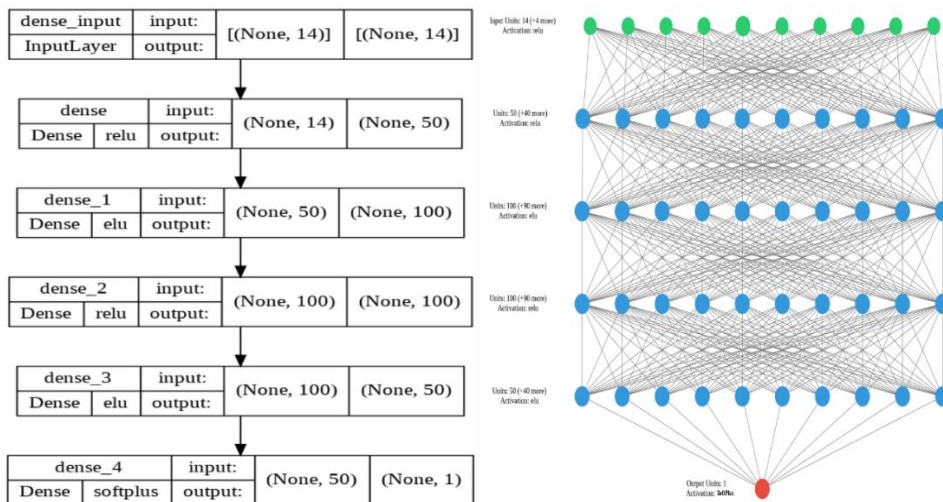 dense_input input:
InputLayer output:
[(None, 14)] [(None, 14)]
dense input:
Dense relu output:
(None, 14) (None, 50)
dense_1 input:
Dense elu output:
(None, 50) (None, 100)
dense_2 input:
Dense relu output:
(None, 100) (None, 100)
dense_3 input:
Dense elu output:
(None, 100) (None, 50)
dense_4 input:
Dense softplus output:
(None, 50) (None, 1)
Input Units: 14 (+4 more)
Activation: relu
Units: 50 (+40 more)
Activation: relu
Units: 100 (+90 more)
Activation: elu
Units: 100 (+90 more)
Activation: relu
Units: 50 (+40 more)
Activation: elu
Output Units: 1
Activation: